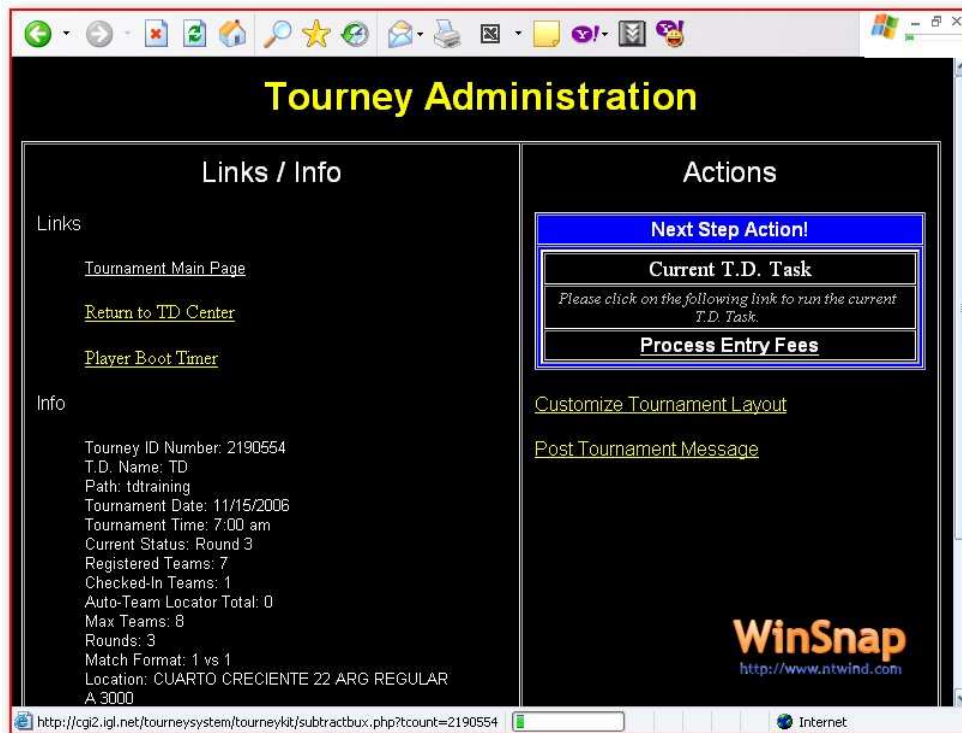 Tourney Administration
Links / Info
Links
Tournament Main Page
Return to TD Center
Player Boot Timer
Info
Tourney ID Number: 2190554
T.D. Name: TD
Path: tdtraining
Tournament Date: 11/15/2006
Tournament Time: 7:00 am
Current Status: Round 3
Registered Teams: 7
Checked-In Teams: 1
Auto-Team Locator Total: 0
Max Teams: 8
Rounds: 3
Match Format: 1 vs 1
Location: CUARTO CRECIENTE 22 ARG REGULAR
A 3000
Actions
Next Step Action!
Current T.D. Task
Please click on the following link to run the current
T.D. Task.
Process Entry Fees
Customize Tournament Layout
Post Tournament Message
WinSnap
http://www.ntwind.com
http://cgi2.igl.net/tourneysystem/tourneykit/subtractbux.php?tcount=2190554
Internet